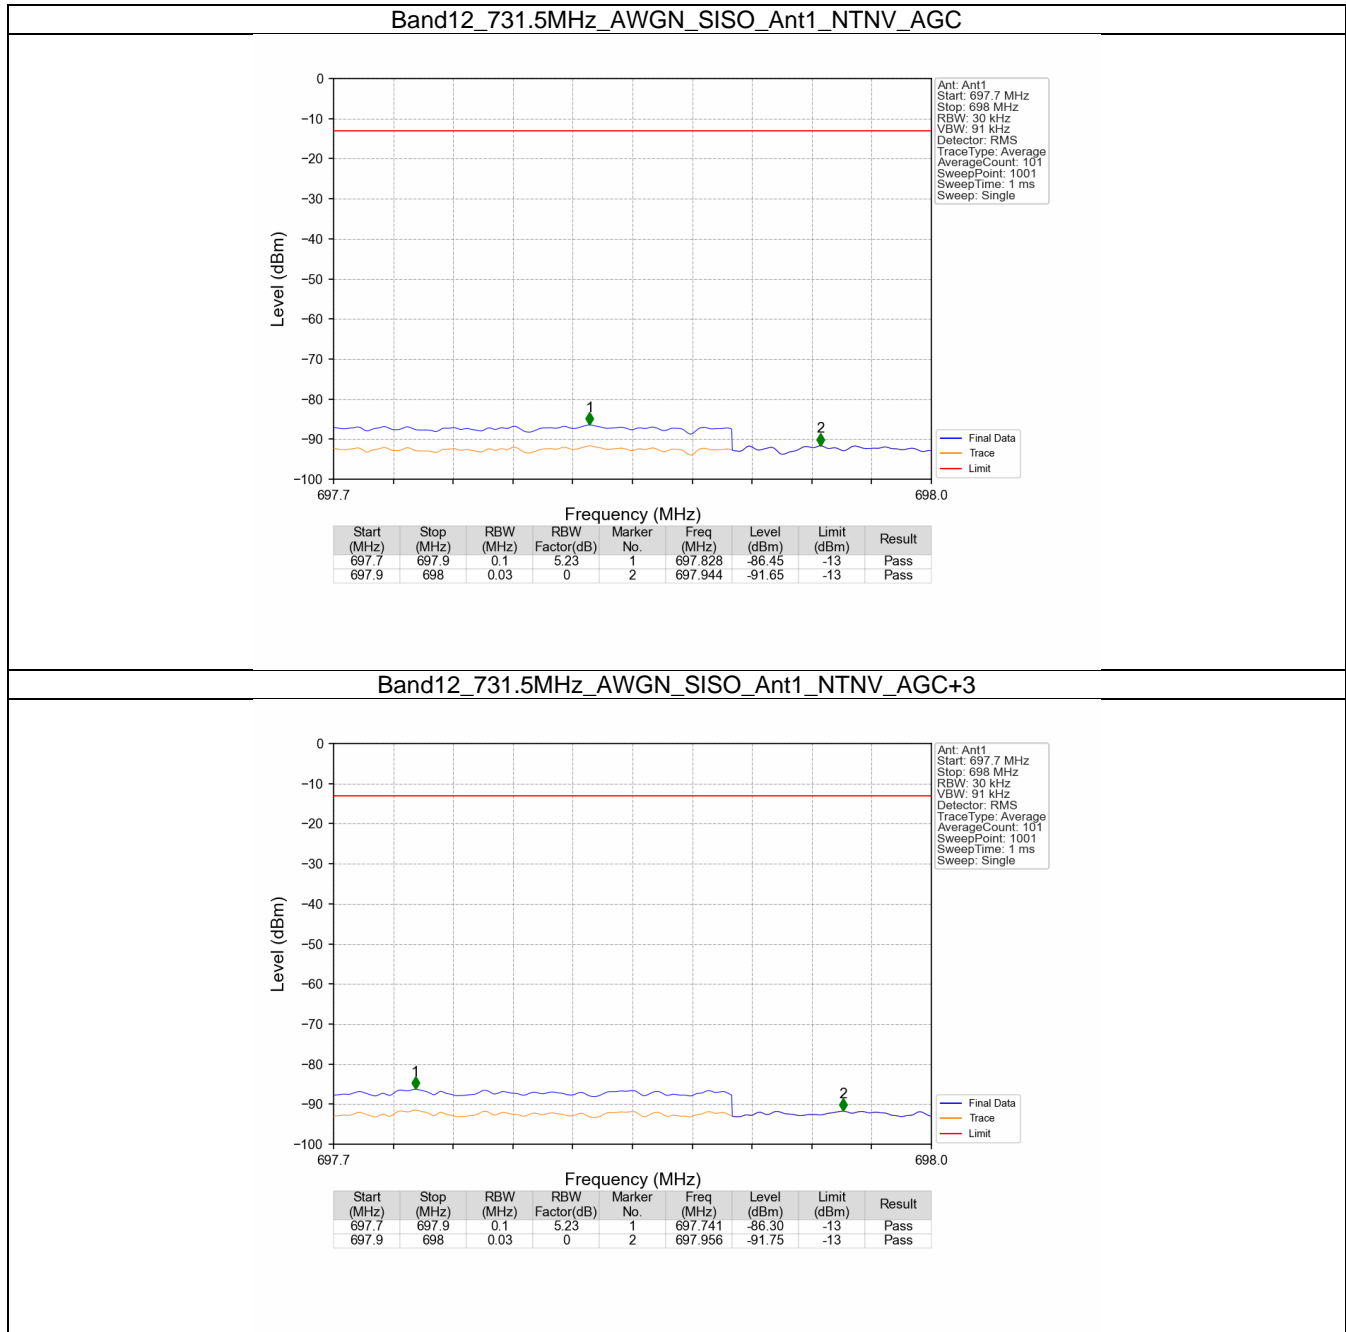 Band12_731.5MHz_AWGN_SISO_Ant1_NTNV_AGC
0
−10
−20
−30
−40
−50
−60
−70
−80
−90
−100
Level (dBm)
1
2
697.7
698.0
Frequency (MHz)
Ant: Ant1
Start: 697.7 MHz
Stop: 698 MHz
RBW: 30 kHz
VBW: 91 kHz
Detector: RMS
TraceType: Average
AverageCount: 101
SweepPoint: 1001
SweepTime: 1 ms
Sweep: Single
Final Data
Trace
Limit
Start (MHz) Stop (MHz) RBW (MHz) RBW Factor(dB) Marker No. Freq (MHz) Level (dBm) Limit (dBm) Result
697.7 697.9 0.1 5.23 1 697.828 -86.45 -13 Pass
697.9 698 0.03 0 2 697.944 -91.65 -13 Pass
Band12_731.5MHz_AWGN_SISO_Ant1_NTNV_AGC+3
0
−10
−20
−30
−40
−50
−60
−70
−80
−90
−100
Level (dBm)
1
2
697.7
698.0
Frequency (MHz)
Ant: Ant1
Start: 697.7 MHz
Stop: 698 MHz
RBW: 30 kHz
VBW: 91 kHz
Detector: RMS
TraceType: Average
AverageCount: 101
SweepPoint: 1001
SweepTime: 1 ms
Sweep: Single
Final Data
Trace
Limit
Start (MHz) Stop (MHz) RBW (MHz) RBW Factor(dB) Marker No. Freq (MHz) Level (dBm) Limit (dBm) Result
697.7 697.9 0.1 5.23 1 697.741 -86.30 -13 Pass
697.9 698 0.03 0 2 697.956 -91.75 -13 Pass